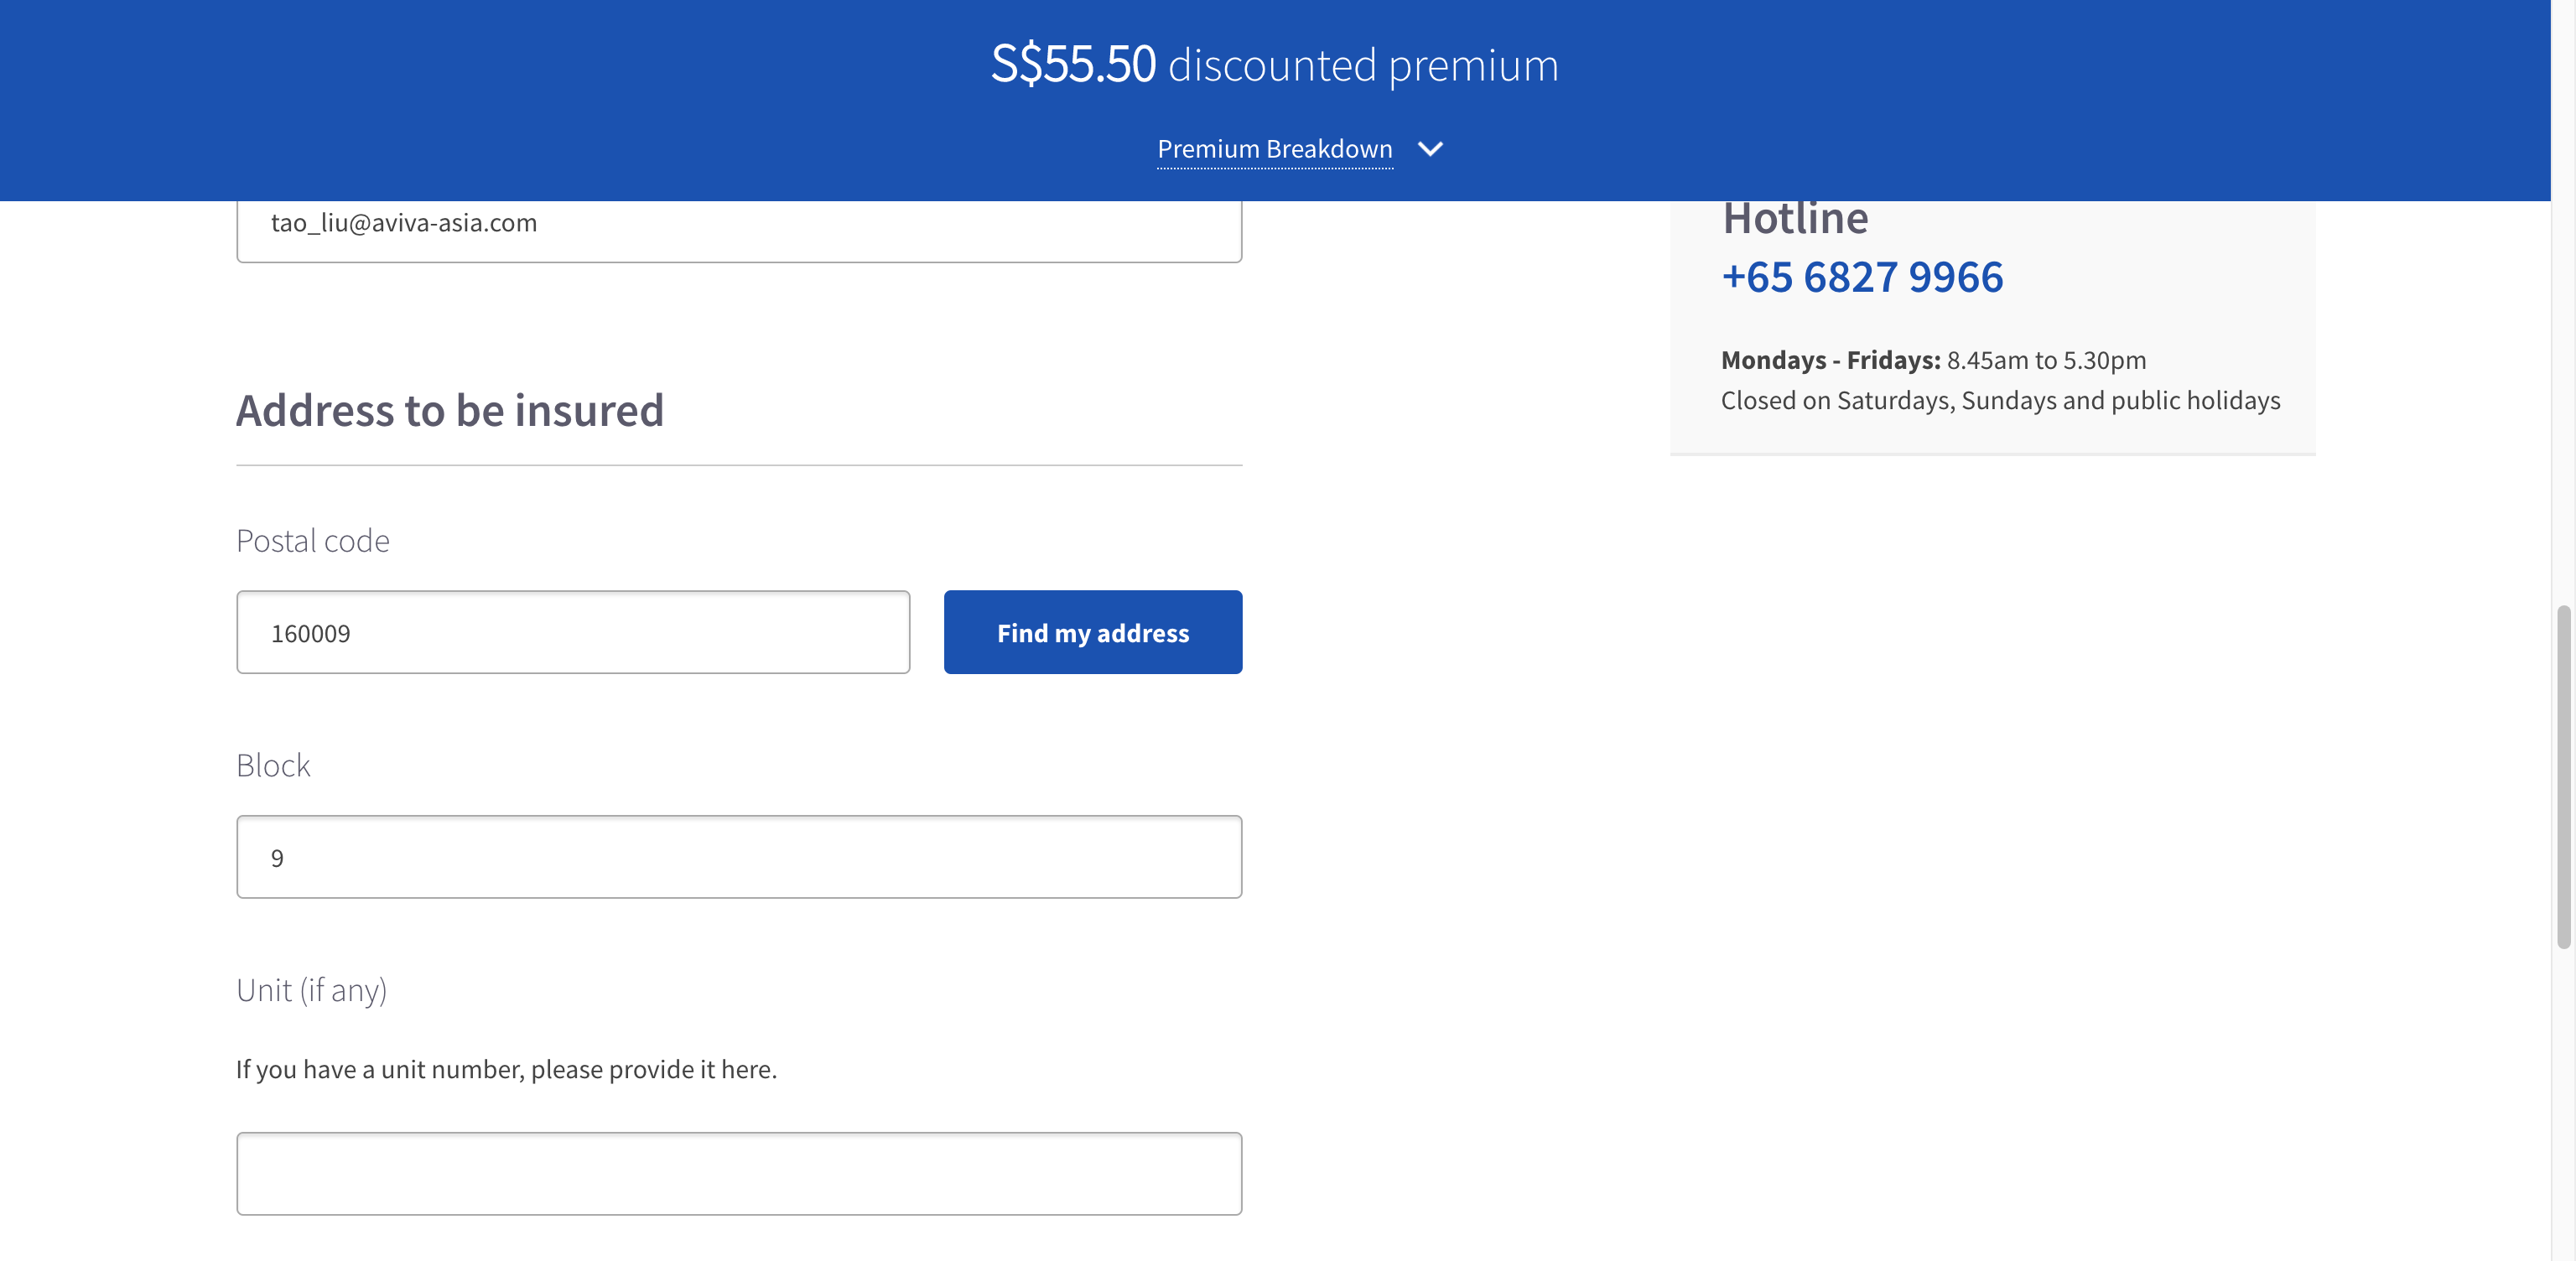 S$55.50 discounted premium
Premium Breakdown
tao_liu@aviva-asia.com
Hotline
+65 6827 9966
Mondays - Fridays: 8.45am to 5.30pm
Closed on Saturdays, Sundays and public holidays
Address to be insured
Postal code
160009
Find my address
Block
9
Unit (if any)
If you have a unit number, please provide it here.